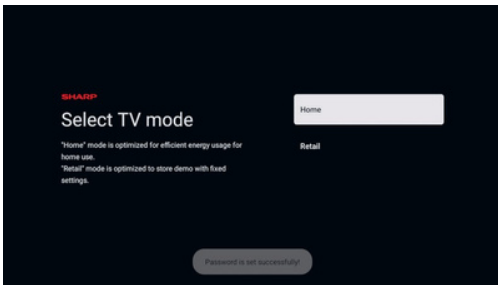 SHARP
Select TV mode
"Home" mode is optimized for efficient energy usage for
home use.
"Retail" mode is optimized to store demo with fixed
settings.
Home
Retail
Password is set successfully!